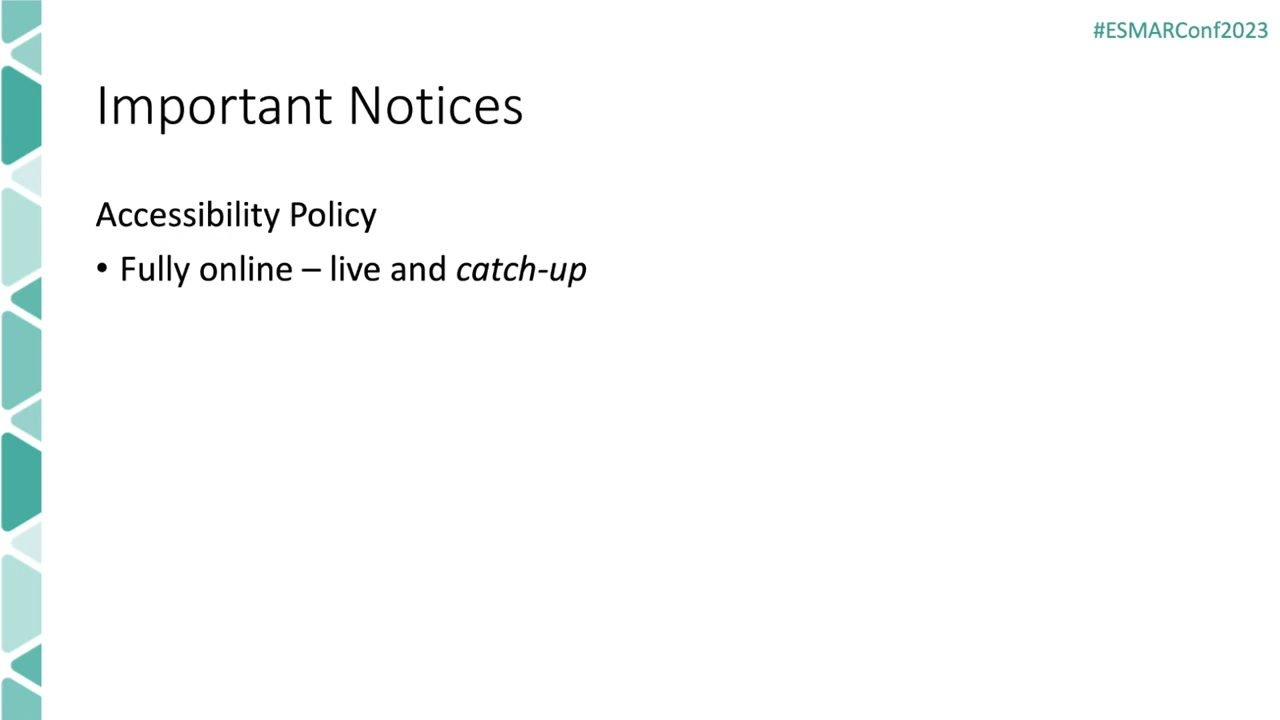 #ESMARConf2023
Important Notices
Accessibility Policy
• Fully online – live and catch-up